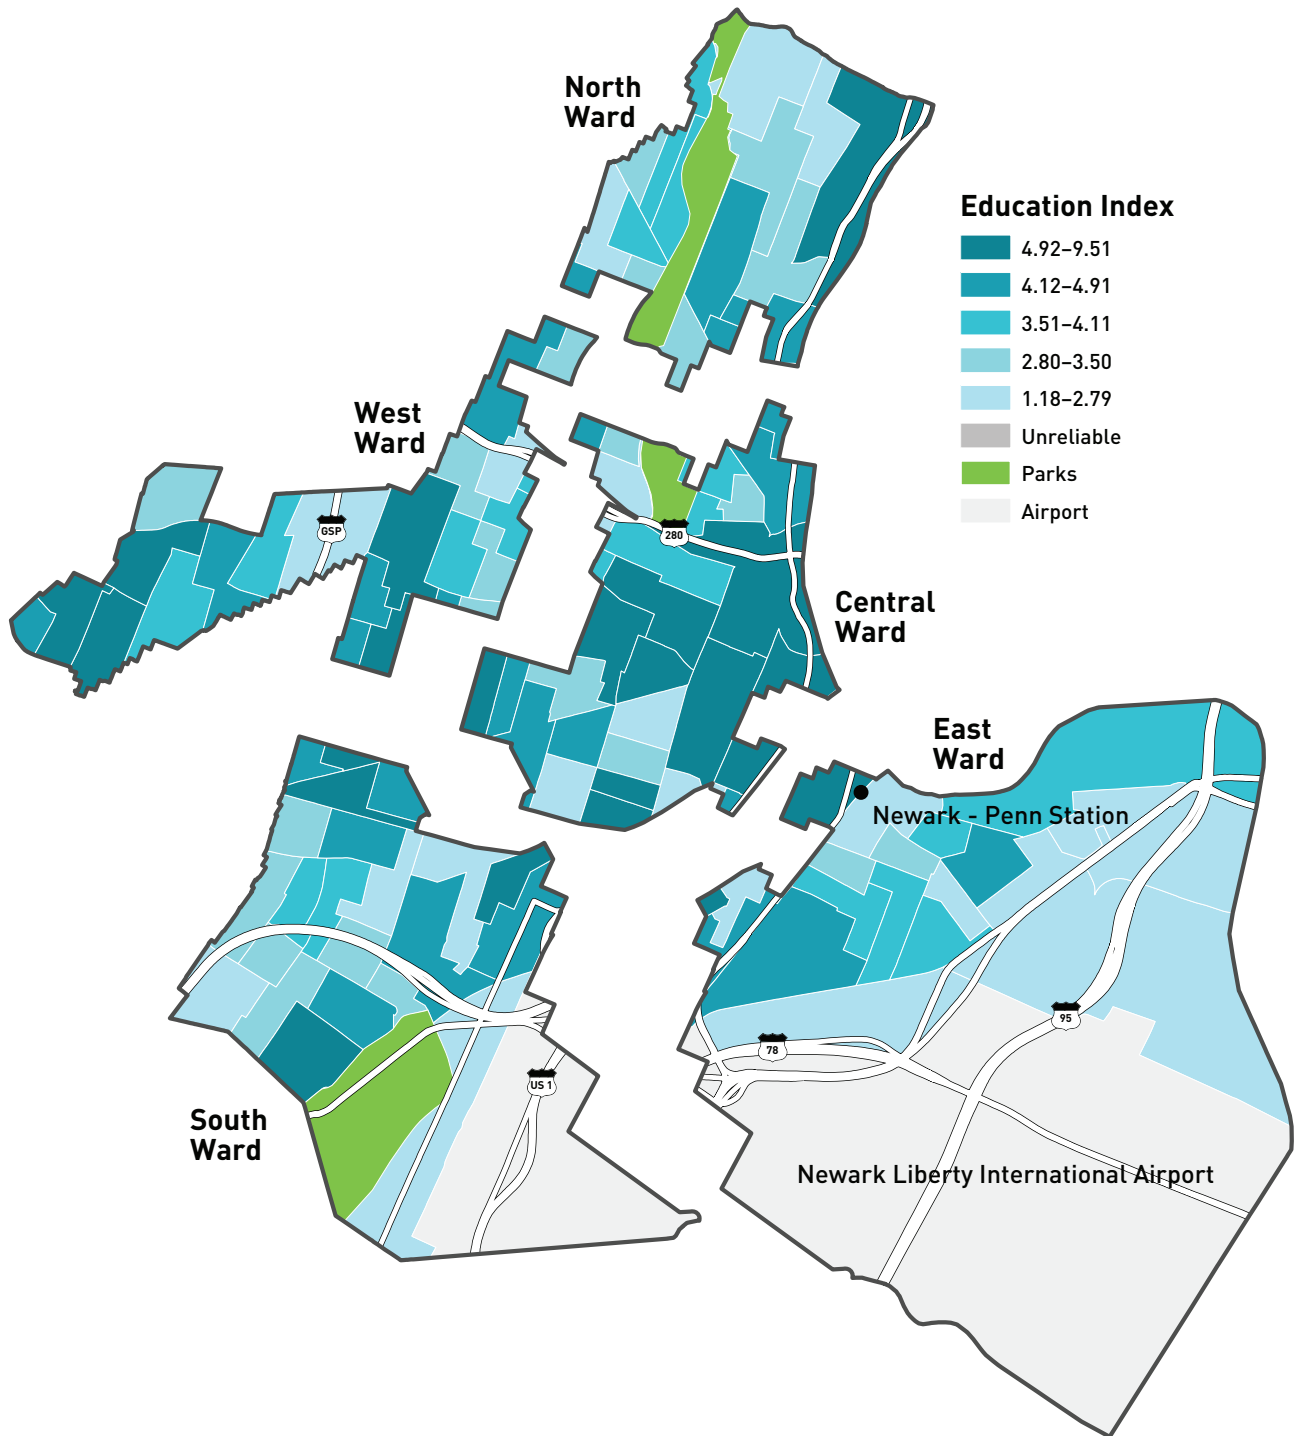 North
Ward
Education Index
4.92–9.51
4.12–4.91
3.51–4.11
2.80–3.50
1.18–2.79
Unreliable
Parks
Airport
West
Ward
GSP
280
Central
Ward
East
Ward
Newark - Penn Station
95
78
US 1
South
Ward
Newark Liberty International Airport